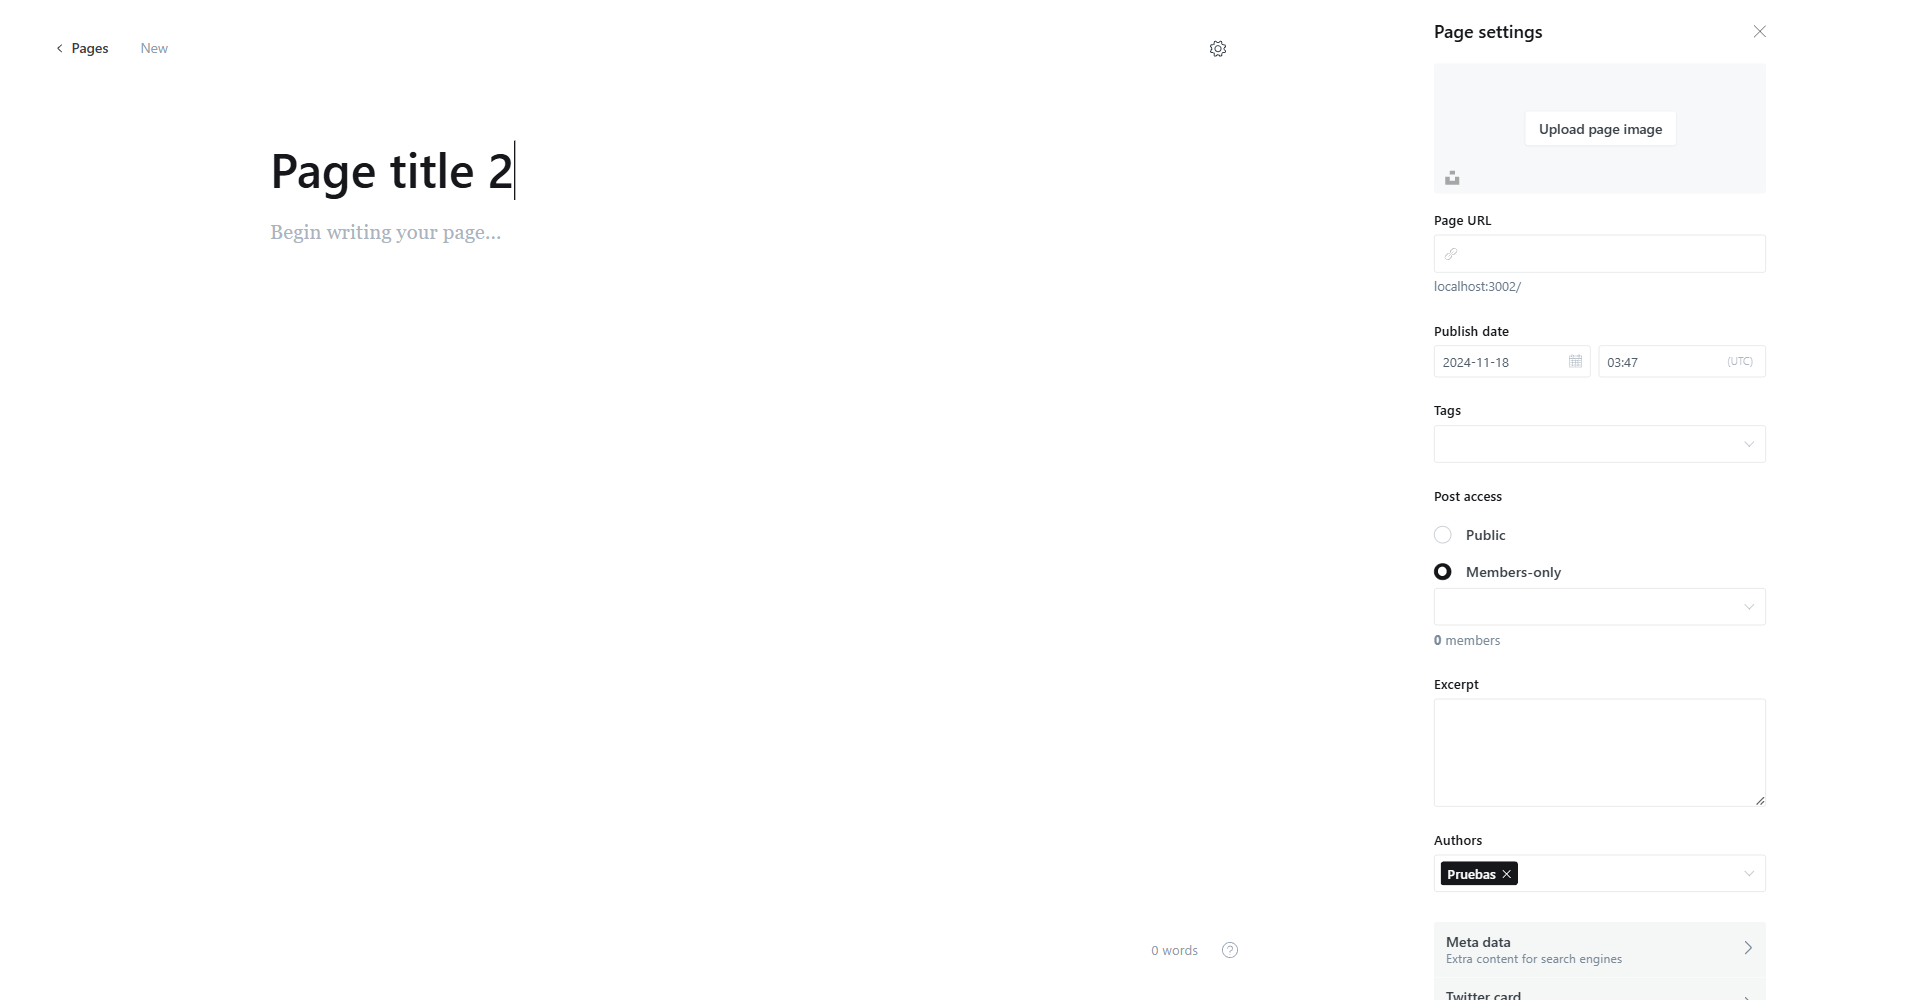 Pages
New
Page title 2
Begin writing your page...
0 words
Page settings
Upload page image
Page URL
localhost:3002/
Publish date
2024-11-18
03:47
(UTC)
Tags
Post access
Public
Members-only
0 members
Excerpt
Authors
Pruebas
Meta data
Extra content for search engines
Twitter card